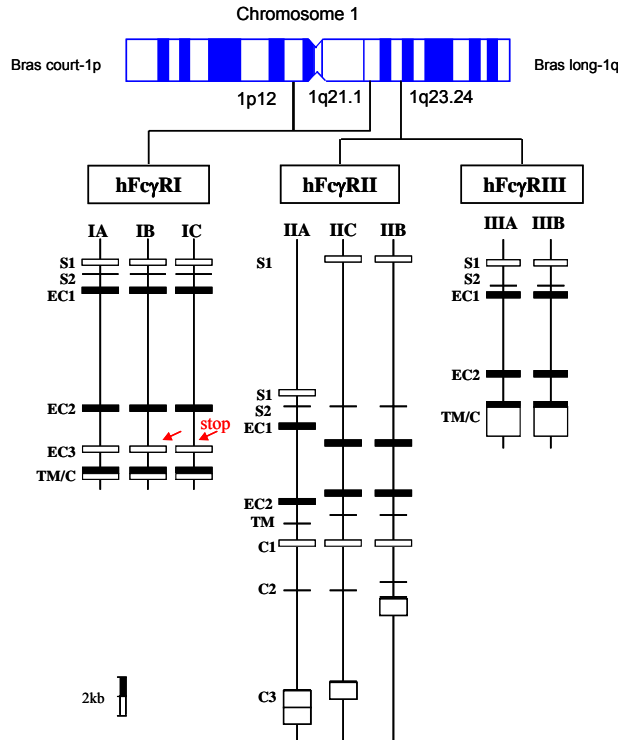 Chromosome 1
Bras court-1p
Bras long-1q
1p12
1q21.1
1q23.24
hFcγRI
hFcγRII
hFcγRIII
IA IB IC
IIA IIC IIB
IIIA IIIB
S1
S2
EC1
EC2
stop
EC3
TM/C
S1
S1
S2
EC1
EC2
TM
C1
C2
C3
S1
S2
EC1
EC2
TM/C
2kb